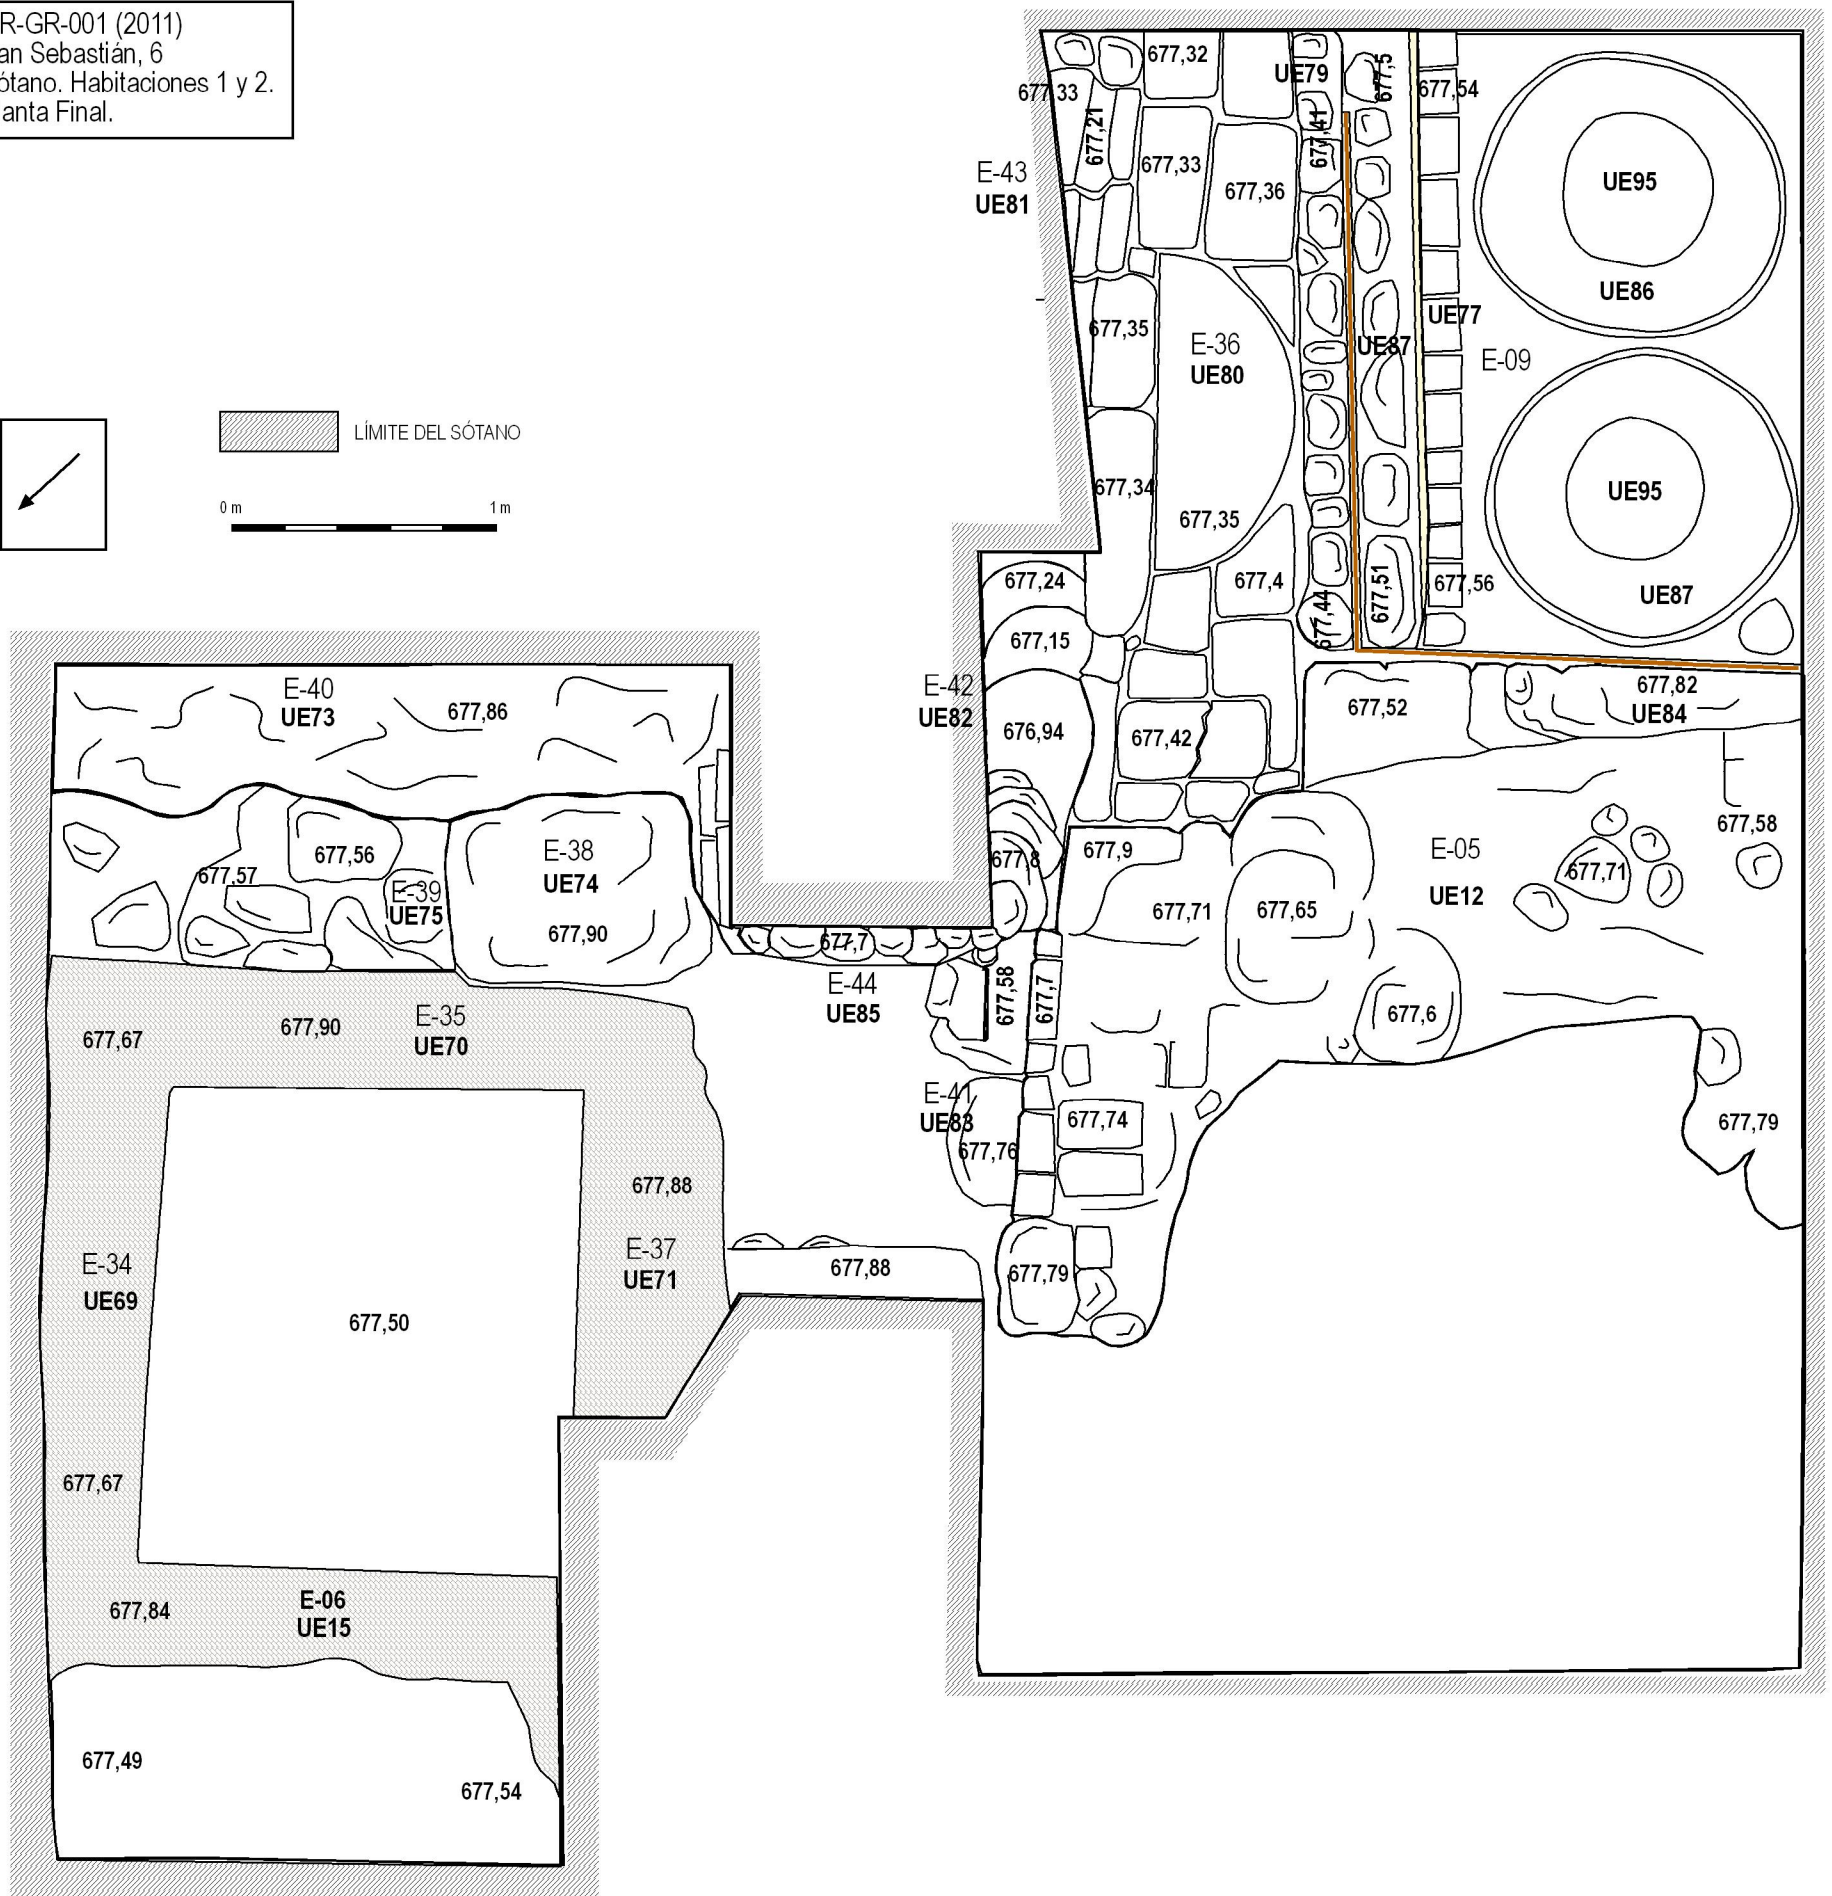 R-GR-001 (2011)
an Sebastián, 6
ótano. Habitaciones 1 y 2.
anta Final.
LÍMITE DEL SÓTANO
0 m
1 m
677,32
UE79
677,5
677,54
677,33
677,21
677,41
677,33
677,36
E-43
UE81
UE95
UE86
677,35
E-36
UE80
UE87
UE77
E-09
677,34
677,35
UE95
UE87
677,24
677,4
677,44
677,51
677,56
677,15
E-42
UE82
676,94
677,42
677,52
677,82
UE84
E-40
UE73
677,86
677,58
677,57
677,56
E-39
UE75
E-38
UE74
677,90
677,8
677,9
677,71
677,65
E-05
UE12
677,71
677,7
E-44
UE85
677,58
677,7
677,6
677,67
677,90
E-35
UE70
E-41
UE83
677,76
677,74
677,79
677,88
E-37
UE71
677,88
677,79
E-34
UE69
677,50
677,67
677,84
E-06
UE15
677,49
677,54